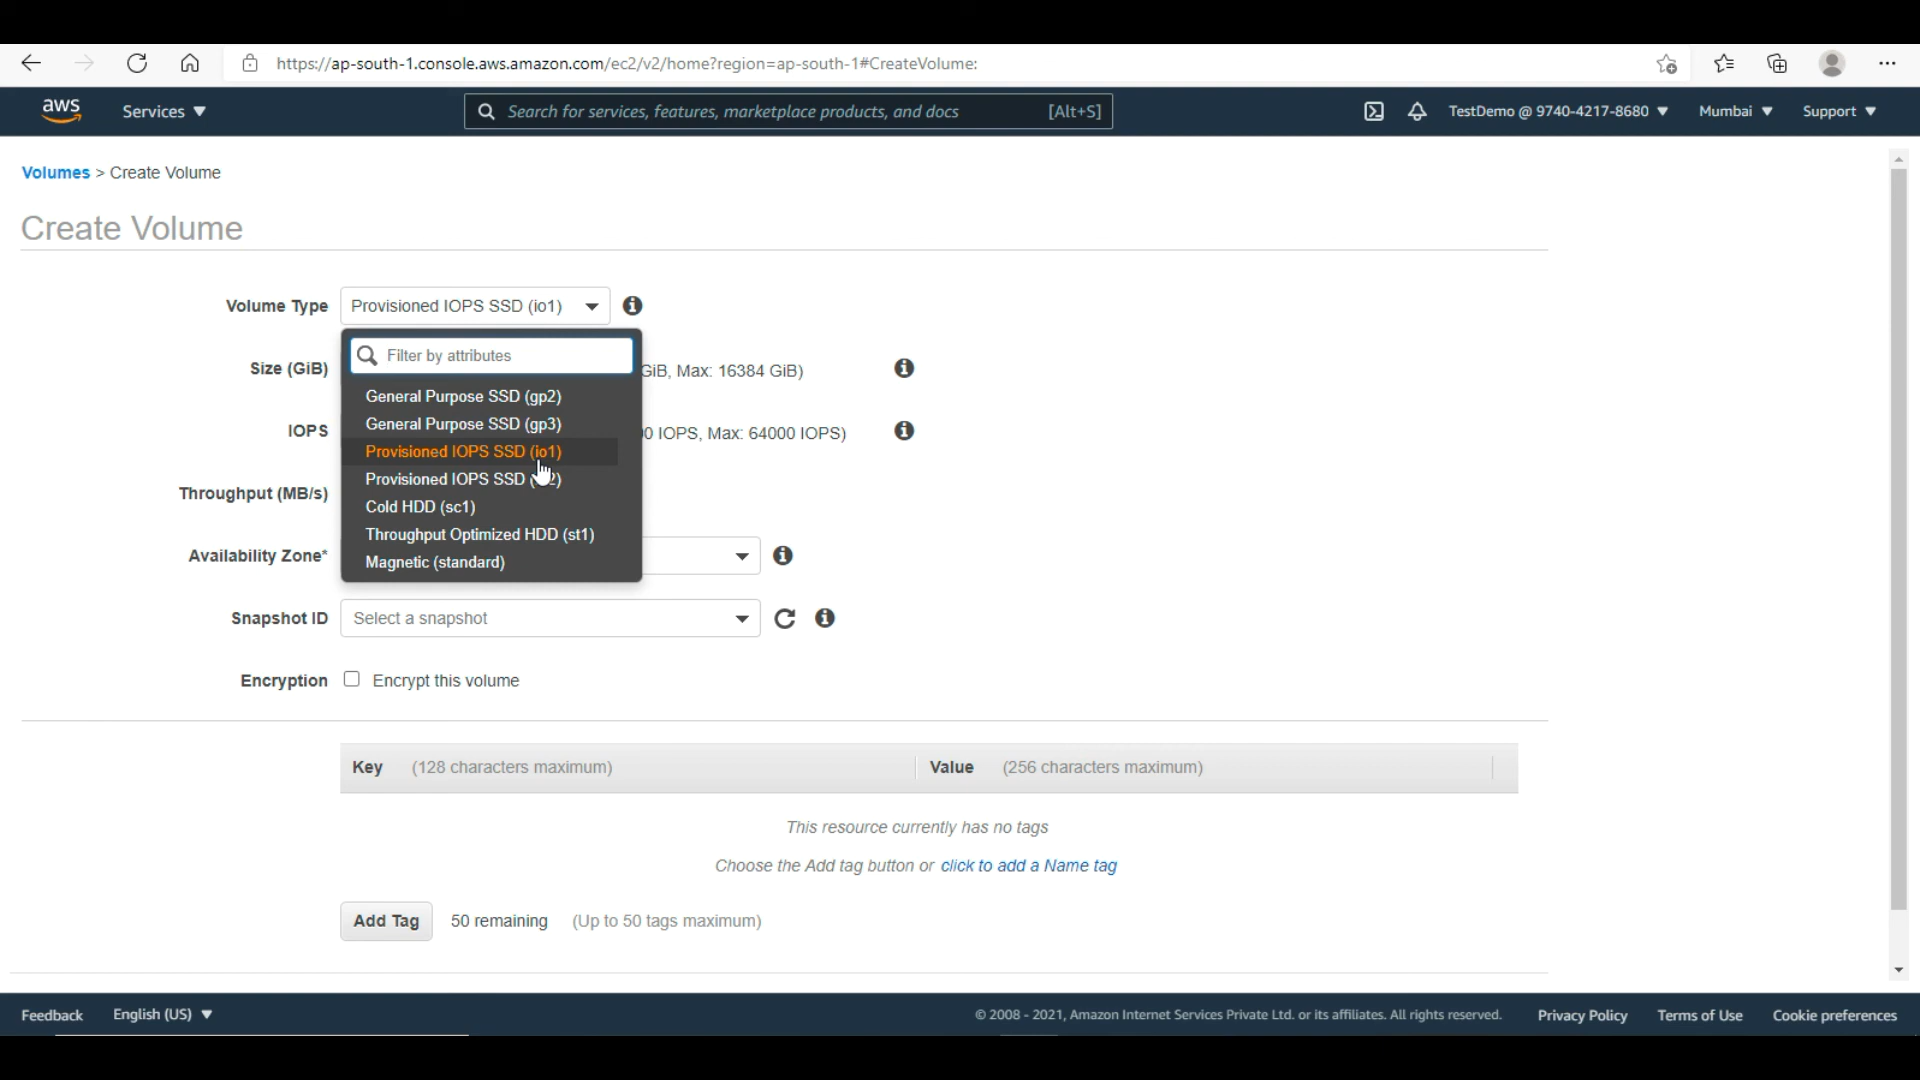 https://ap-south-1.console.aws.amazon.com/ec2/v2/home?region=ap-south-1#CreateVolume:
aws Services Search for services, features, marketplace products, and docs [Alt+S] TestDemo @ 9740-4217-8680 Mumbai Support
Volumes > Create Volume
Create Volume
Volume Type Provisioned IOPS SSD (io1)
Filter by attributes
Size (GiB) GiB, Max: 16384 GiB)
General Purpose SSD (gp2)
General Purpose SSD (gp3)
IOPS IOPS, Max: 64000 IOPS)
Provisioned IOPS SSD (io1)
Provisioned IOPS SSD
Throughput (MB/s)
Cold HDD (sc1)
Throughput Optimized HDD (st1)
Availability Zone*
Magnetic (standard)
Snapshot ID Select a snapshot
Encryption Encrypt this volume
Key (128 characters maximum) Value (256 characters maximum)
This resource currently has no tags
Choose the Add tag button or click to add a Name tag
Add Tag 50 remaining (Up to 50 tags maximum)
Feedback English (US) © 2008 - 2021, Amazon Internet Services Private Ltd. or its affiliates. All rights reserved. Privacy Policy Terms of Use Cookie preferences